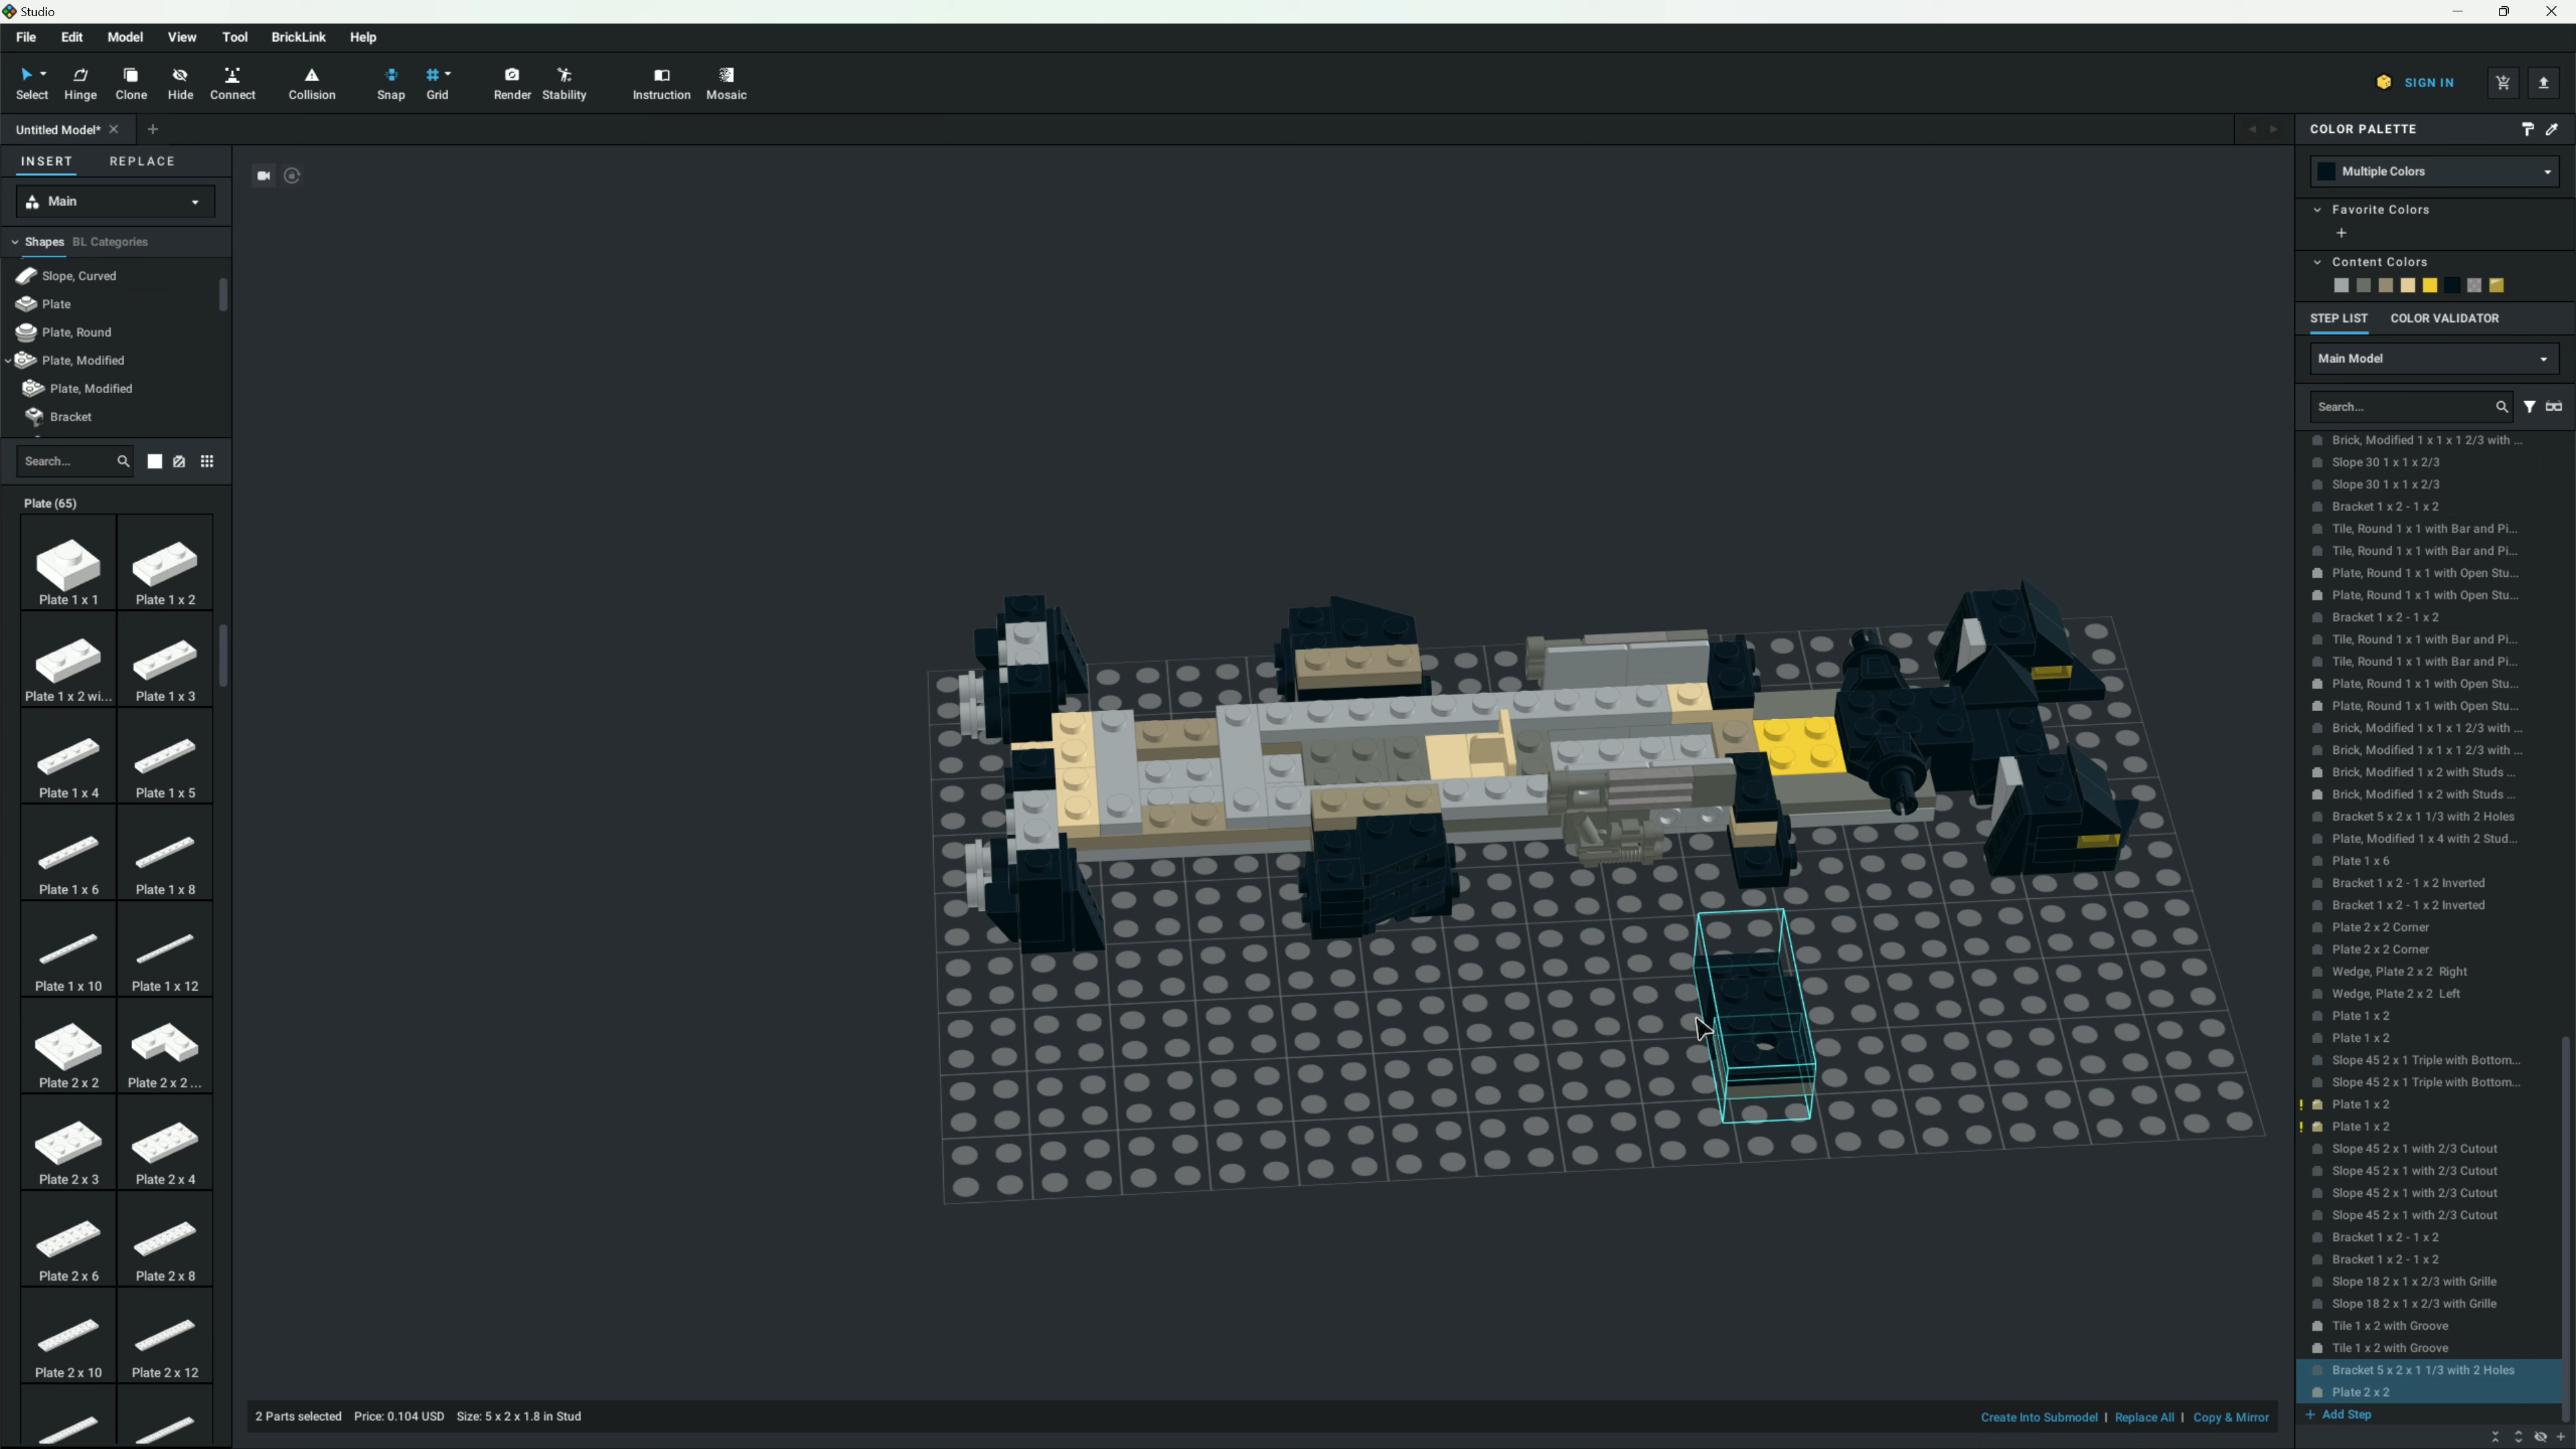 Studio
File Edit Model View Tool BrickLink Help
Select Hinge Clone Hide Connect Collision Snap Grid Render Stability Instruction Mosaic
SIGN IN
Untitled Model*
INSERT REPLACE
Main
Shapes BL Categories
Slope, Curved
Plate
Plate, Round
Plate, Modified
Plate, Modified
Bracket
Search...
Plate (65)
Plate 1 x 1 Plate 1 x 2
Plate 1 x 2 wi... Plate 1 x 3
Plate 1 x 4 Plate 1 x 5
Plate 1 x 6 Plate 1 x 8
Plate 1 x 10 Plate 1 x 12
Plate 2 x 2 Plate 2 x 2 ...
Plate 2 x 3 Plate 2 x 4
Plate 2 x 6 Plate 2 x 8
Plate 2 x 10 Plate 2 x 12
2 Parts selected Price: 0.104 USD Size: 5 x 2 x 1.8 in Stud
Create Into Submodel | Replace All | Copy & Mirror
COLOR PALETTE
Multiple Colors
Favorite Colors
+
Content Colors
STEP LIST COLOR VALIDATOR
Main Model
Search...
Brick, Modified 1 x 1 x 1 2/3 with ...
Slope 30 1 x 1 x 2/3
Slope 30 1 x 1 x 2/3
Bracket 1 x 2 - 1 x 2
Tile, Round 1 x 1 with Bar and Pi...
Tile, Round 1 x 1 with Bar and Pi...
Plate, Round 1 x 1 with Open Stu...
Plate, Round 1 x 1 with Open Stu...
Bracket 1 x 2 - 1 x 2
Tile, Round 1 x 1 with Bar and Pi...
Tile, Round 1 x 1 with Bar and Pi...
Plate, Round 1 x 1 with Open Stu...
Plate, Round 1 x 1 with Open Stu...
Brick, Modified 1 x 1 x 1 2/3 with ...
Brick, Modified 1 x 1 x 1 2/3 with ...
Brick, Modified 1 x 2 with Studs ...
Brick, Modified 1 x 2 with Studs ...
Bracket 5 x 2 x 1 1/3 with 2 Holes
Plate, Modified 1 x 4 with 2 Stud...
Plate 1 x 6
Bracket 1 x 2 - 1 x 2 Inverted
Bracket 1 x 2 - 1 x 2 Inverted
Plate 2 x 2 Corner
Plate 2 x 2 Corner
Wedge, Plate 2 x 2 Right
Wedge, Plate 2 x 2 Left
Plate 1 x 2
Plate 1 x 2
Slope 45 2 x 1 Triple with Bottom...
Slope 45 2 x 1 Triple with Bottom...
! Plate 1 x 2
! Plate 1 x 2
Slope 45 2 x 1 with 2/3 Cutout
Slope 45 2 x 1 with 2/3 Cutout
Slope 45 2 x 1 with 2/3 Cutout
Slope 45 2 x 1 with 2/3 Cutout
Bracket 1 x 2 - 1 x 2
Bracket 1 x 2 - 1 x 2
Slope 18 2 x 1 x 2/3 with Grille
Slope 18 2 x 1 x 2/3 with Grille
Tile 1 x 2 with Groove
Tile 1 x 2 with Groove
Bracket 5 x 2 x 1 1/3 with 2 Holes
Plate 2 x 2
+ Add Step